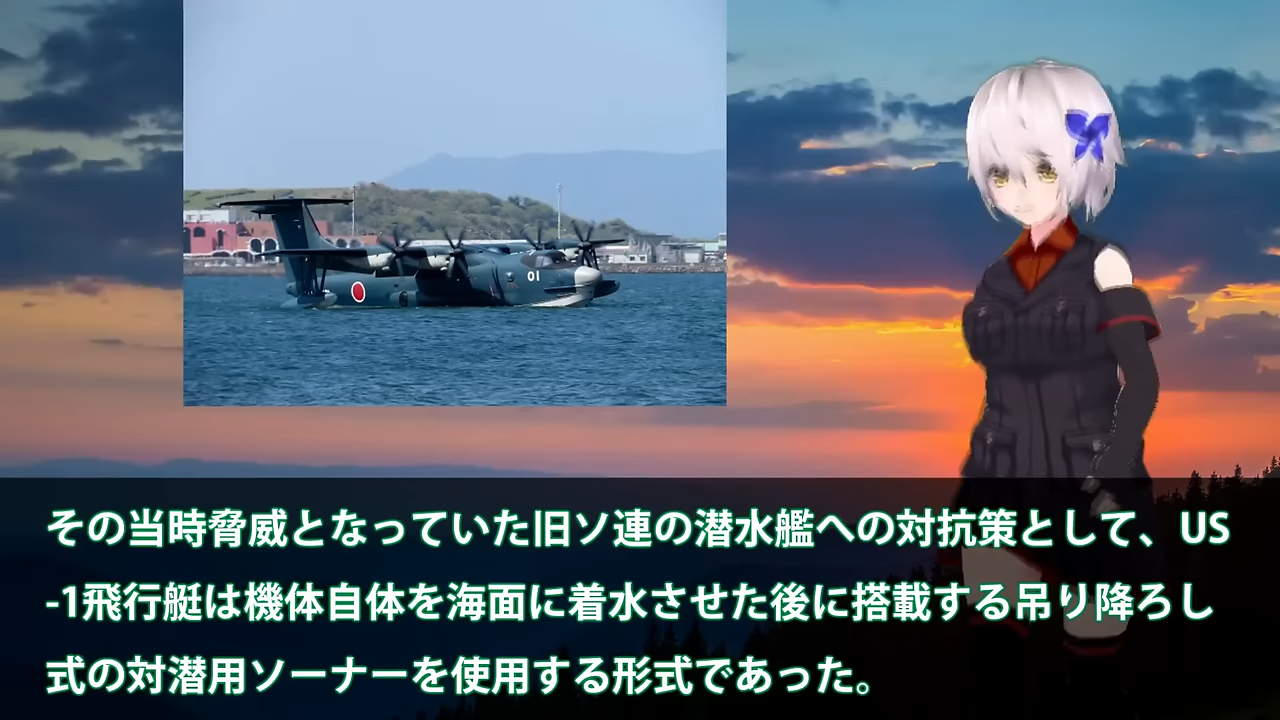 01
その当時脅威となっていた旧ソ連の潜水艦への対抗策として、US
-1飛行艇は機体自体を海面に着水させた後に搭載する吊り降ろし
式の対潜用ソーナーを使用する形式であった。